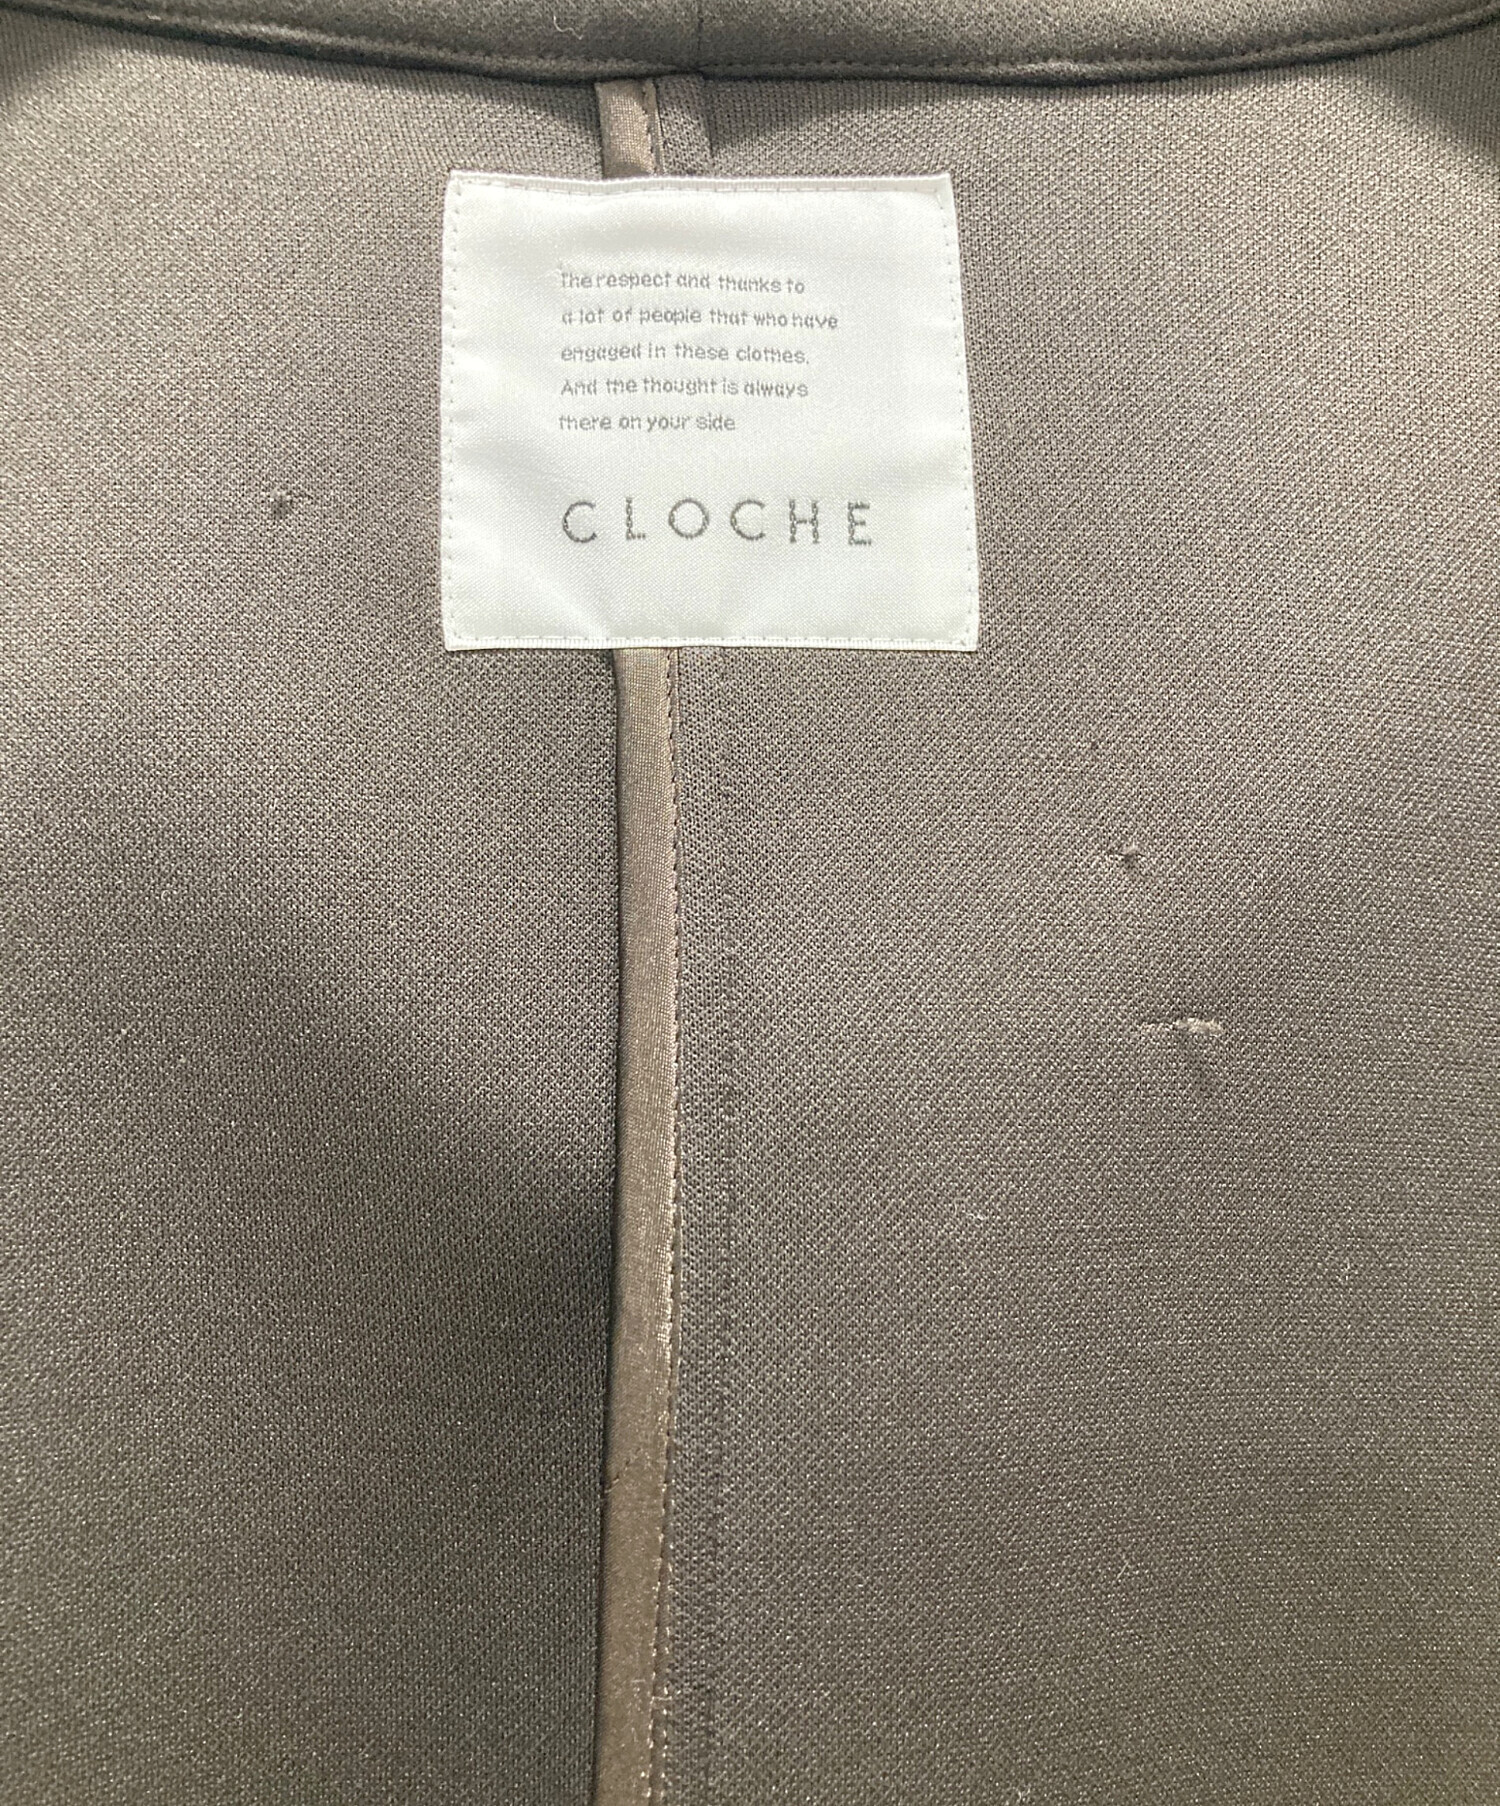 The respect and thanks to
a lot of people that who have
engaged in these clothes.
And the thought is always
there on your side
CLOCHE